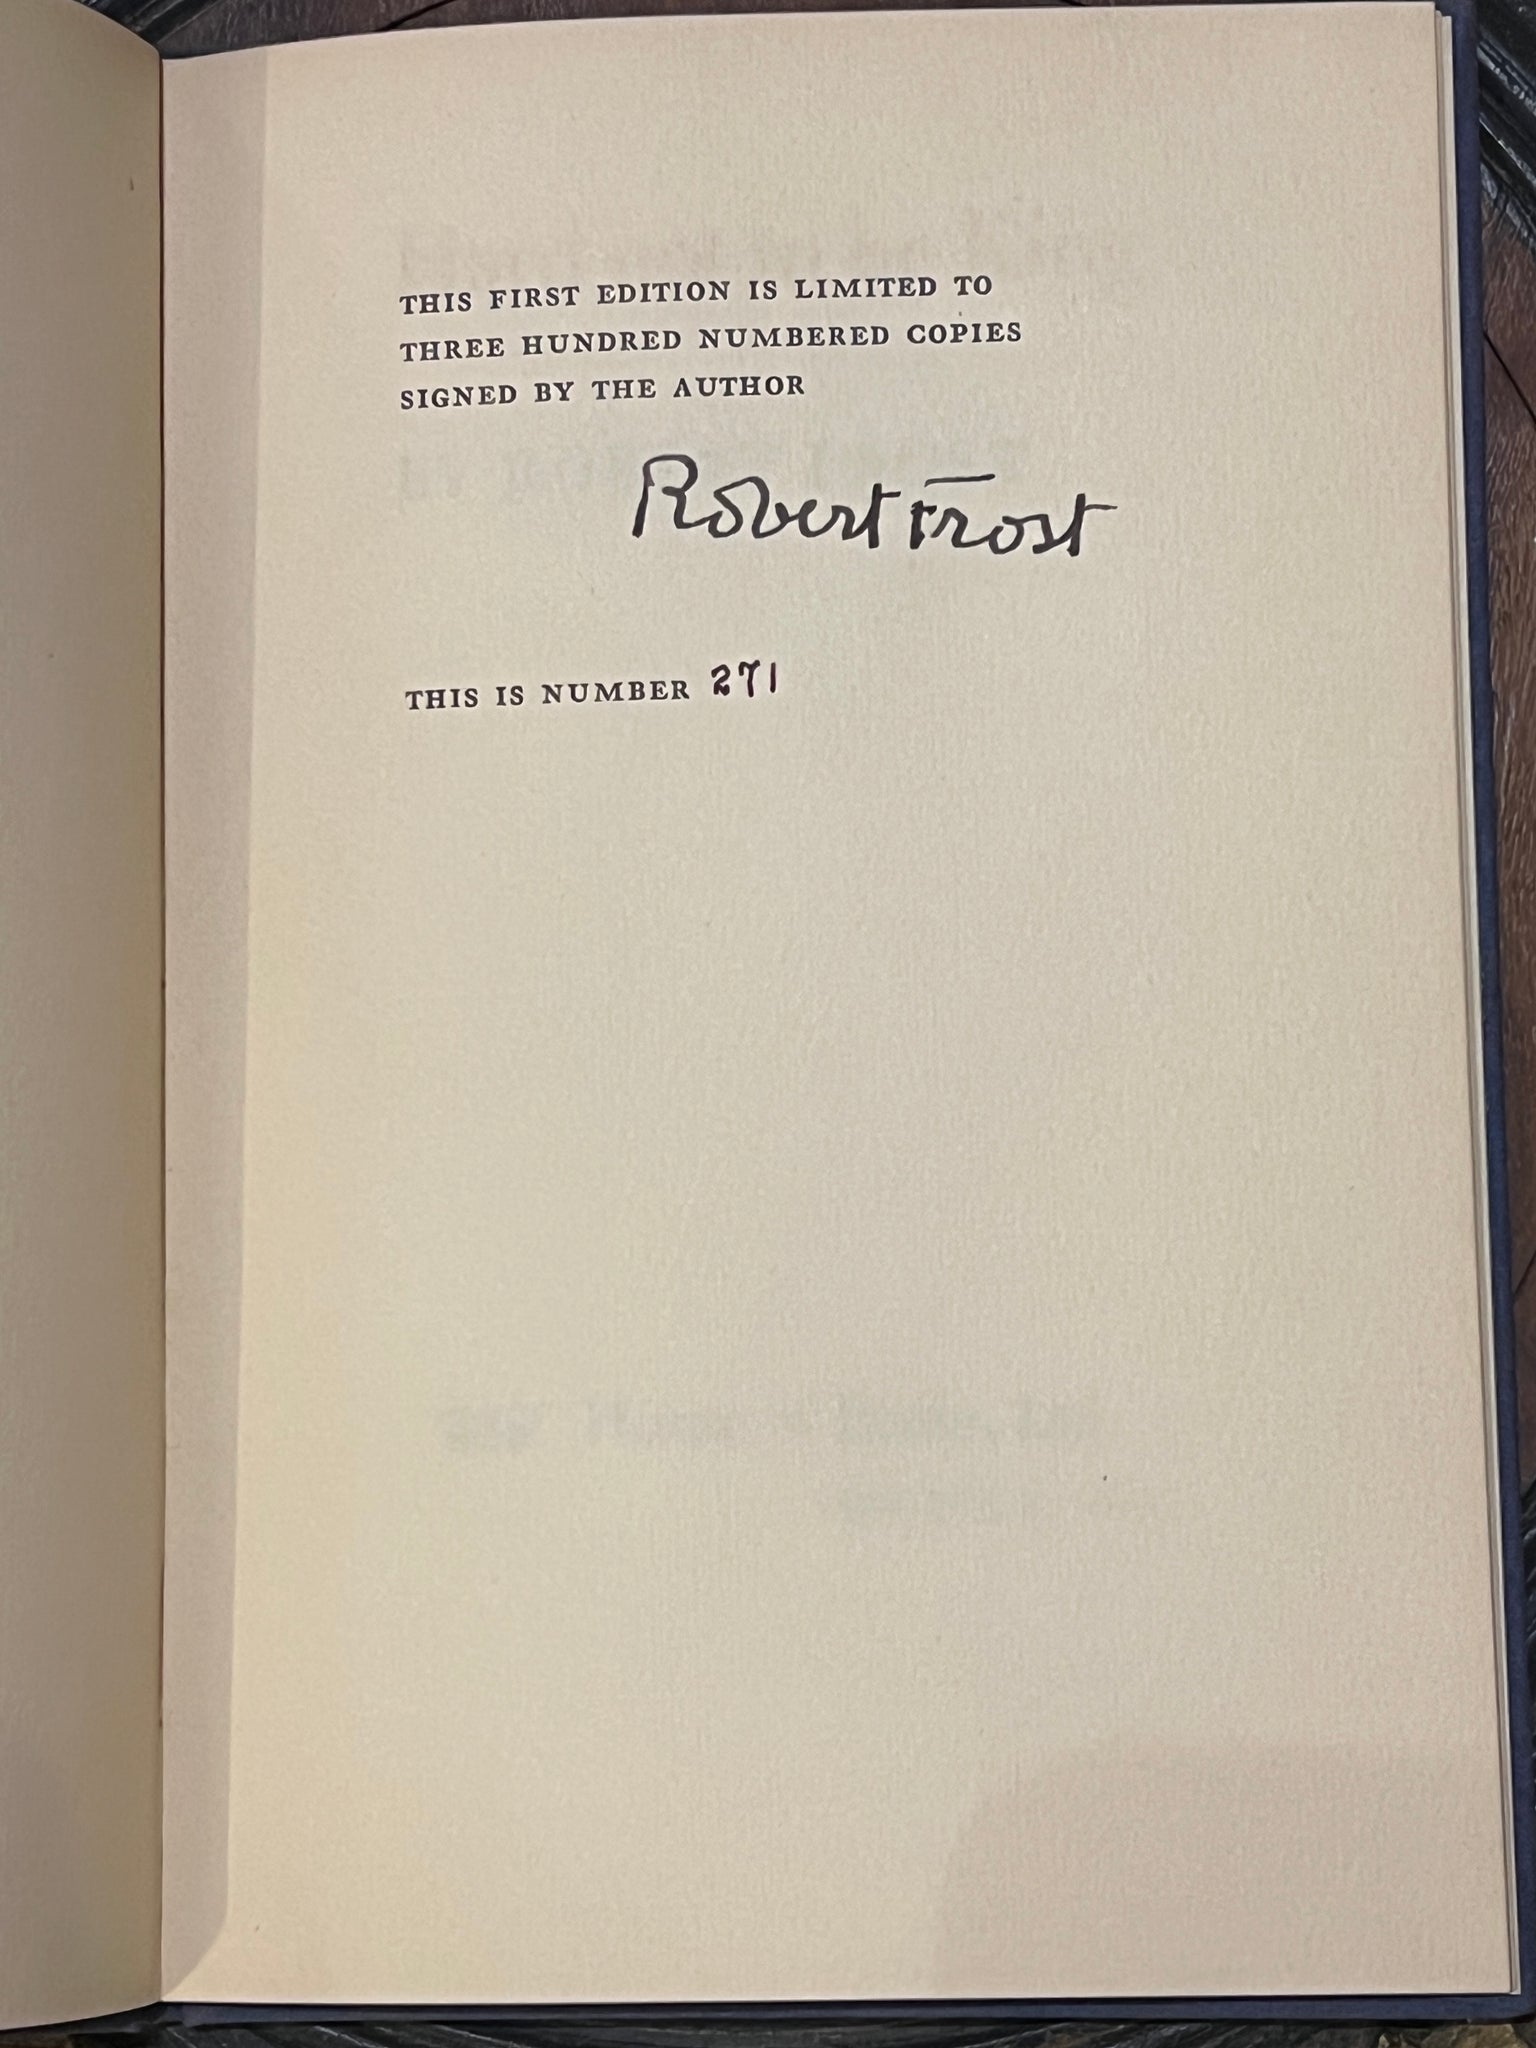 THIS FIRST EDITION IS LIMITED TO
THREE HUNDRED NUMBERED COPIES
SIGNED BY THE AUTHOR
Robert Frost
THIS IS NUMBER 271